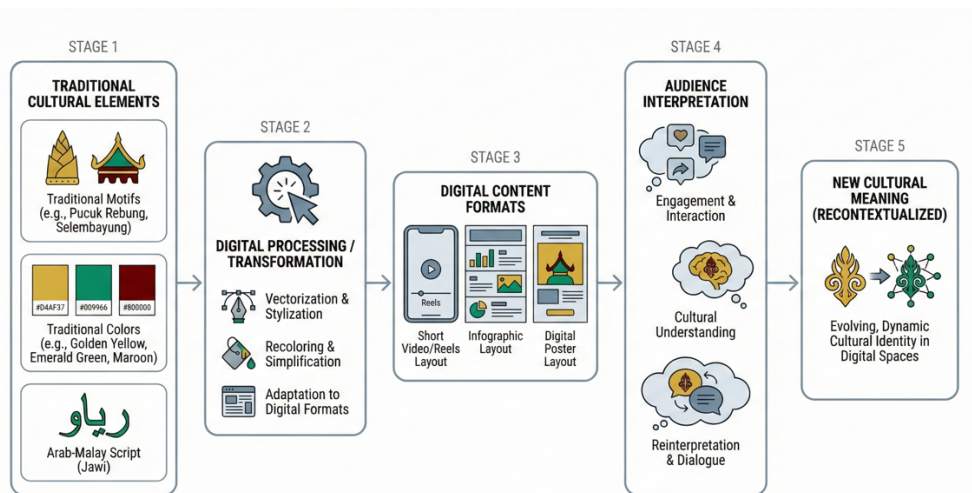 STAGE 1
TRADITIONAL
CULTURAL ELEMENTS
Traditional Motifs
(e.g., Pucuk Rebung,
Selembayung)
#D4AF37 #009966 #800000
Traditional Colors
(e.g., Golden Yellow,
Emerald Green, Maroon)
رياو
Arab-Malay Script
(Jawi)
STAGE 2
DIGITAL PROCESSING /
TRANSFORMATION
Vectorization &
Stylization
Recoloring &
Simplification
Adaptation to
Digital Formats
STAGE 3
DIGITAL CONTENT
FORMATS
Reels
Short
Video/Reels
Layout
Infographic
Layout
Digital
Poster
Layout
STAGE 4
AUDIENCE
INTERPRETATION
Engagement &
Interaction
Cultural
Understanding
Reinterpretation
& Dialogue
STAGE 5
NEW CULTURAL
MEANING
(RECONTEXTUALIZED)
Evolving, Dynamic
Cultural Identity in
Digital Spaces